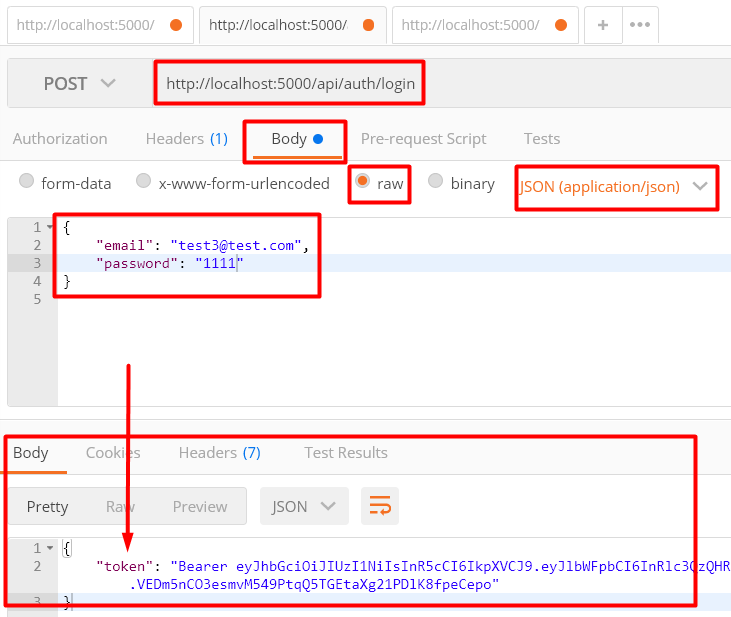 http://localhost:5000/ http://localhost:5000/ http://localhost:5000/ + •••
POST http://localhost:5000/api/auth/login
Authorization Headers (1) Body Pre-request Script Tests
form-data x-www-form-urlencoded raw binary JSON (application/json)
1 {
2 "email": "test3@test.com",
3 "password": "1111"
4 }
5
Body Cookies Headers (7) Test Results
Pretty Raw Preview JSON
1 {
2 "token": "Bearer eyJhbGciOiJIUzI1NiIsInR5cCI6IkpXVCJ9.eyJlbWFpbCI6InRlc3QzQHR
.VEDm5nCO3esmvM549PtqQ5TGEtaXg21PDlK8fpeCepo"
3 }